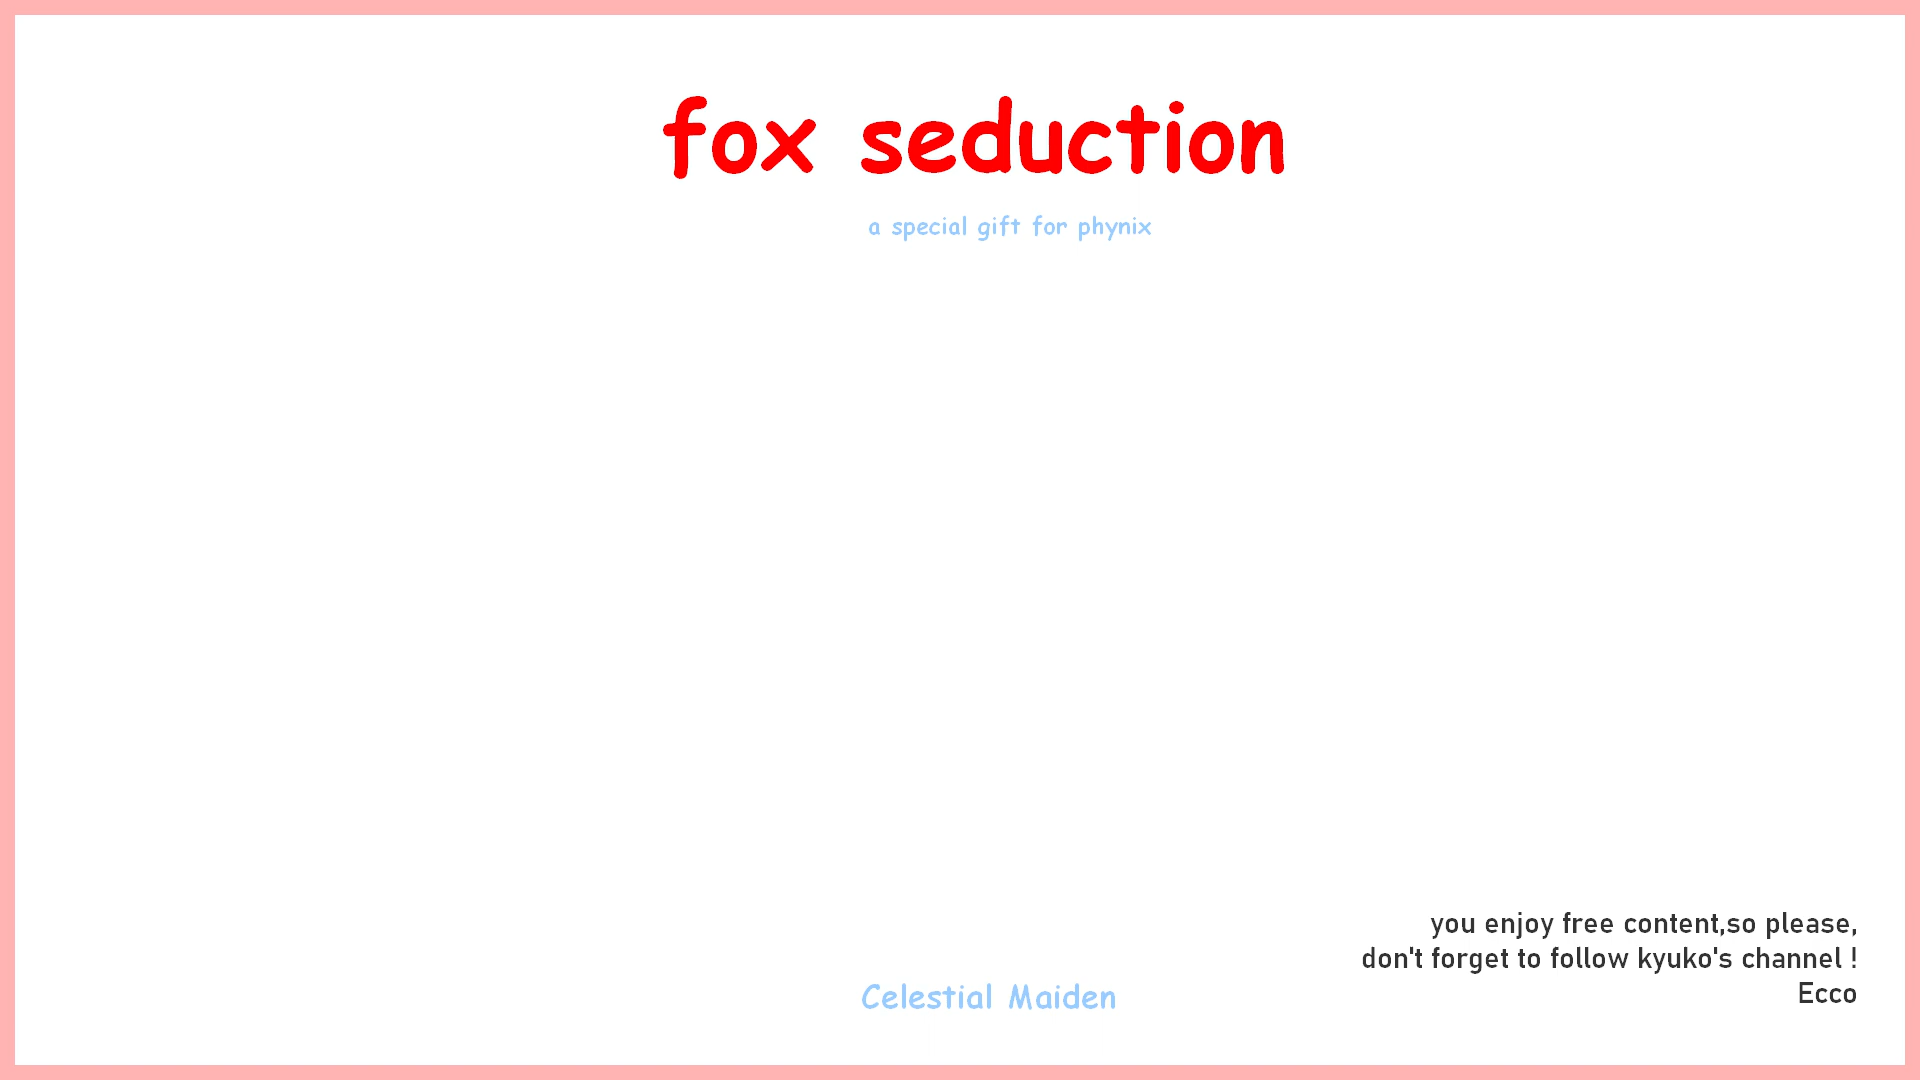 fox seduction
a special gift for phynix
you enjoy free content,so please,
don't forget to follow kyuko's channel !
Ecco
Celestial Maiden